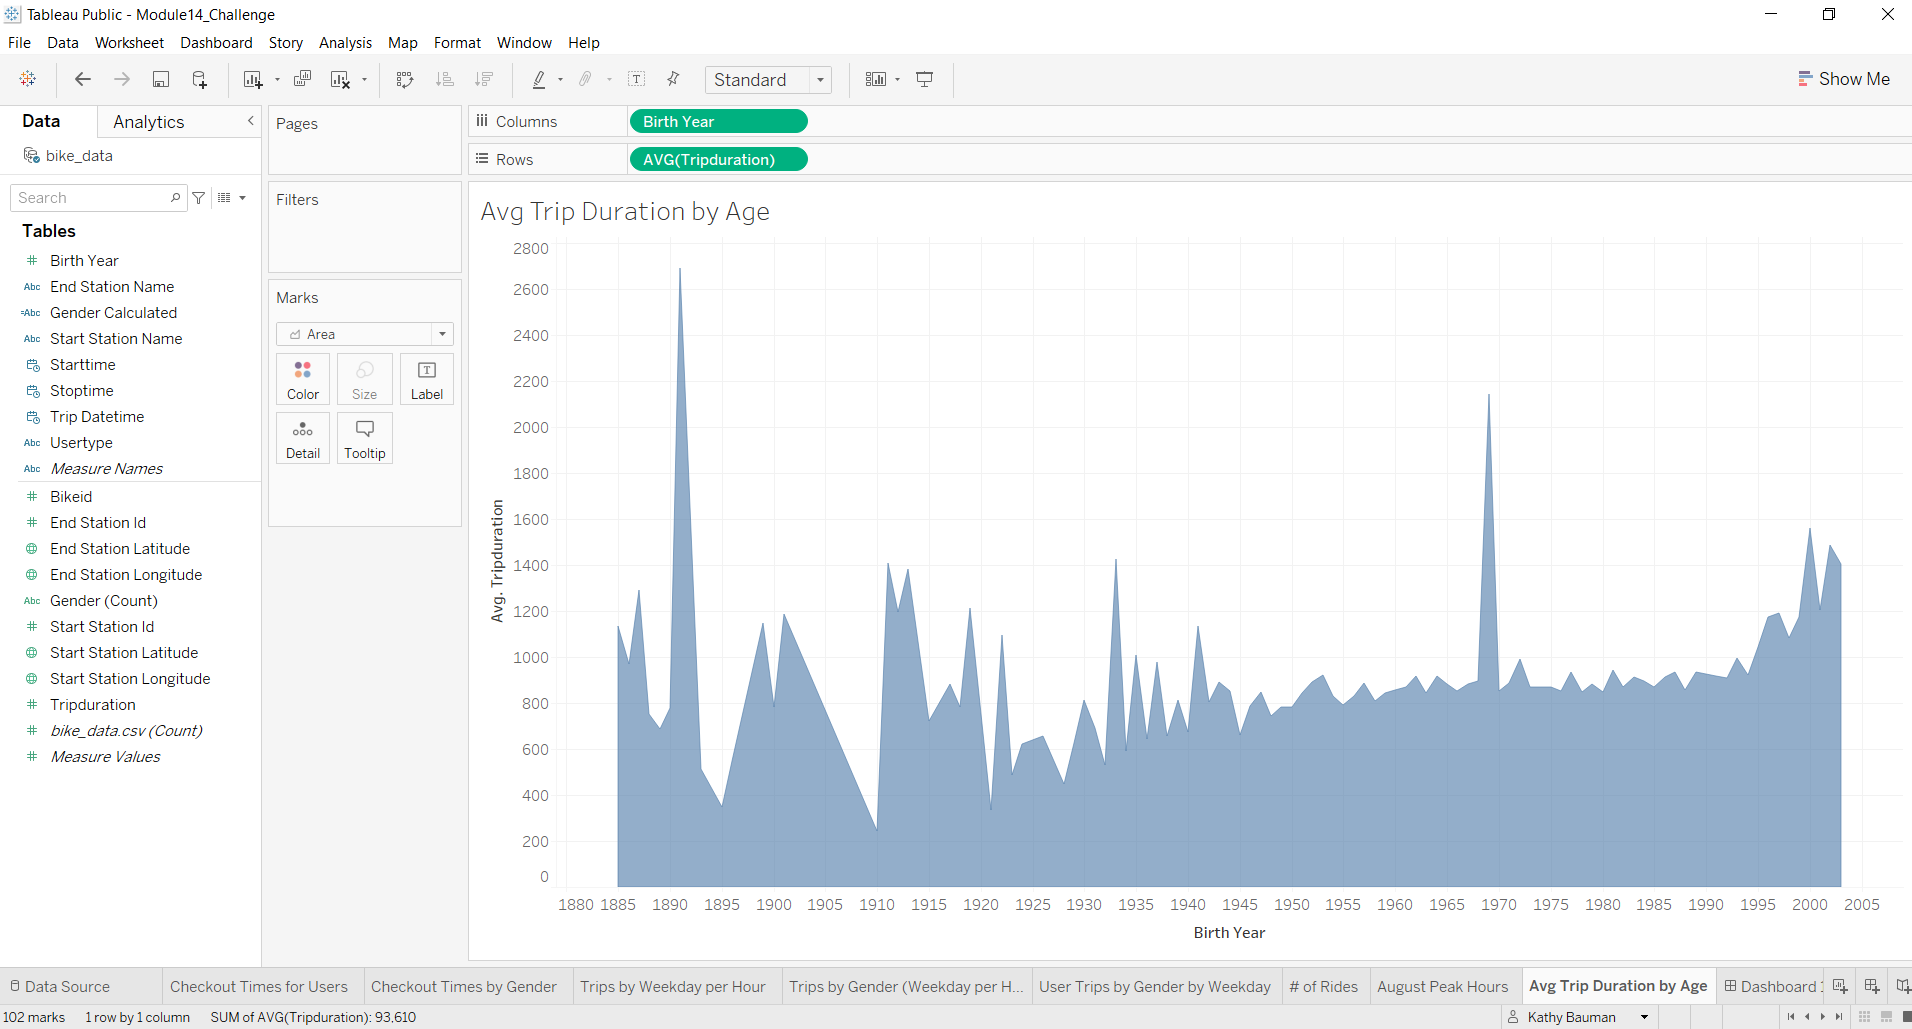 Tableau Public - Module14_Challenge
File Data Worksheet Dashboard Story Analysis Map Format Window Help
Standard
Show Me
Data Analytics
bike_data
Search
Tables
# Birth Year
Abc End Station Name
=Abc Gender Calculated
Abc Start Station Name
Starttime
Stoptime
Trip Datetime
Abc Usertype
Abc Measure Names
# Bikeid
# End Station Id
End Station Latitude
End Station Longitude
Abc Gender (Count)
# Start Station Id
Start Station Latitude
Start Station Longitude
# Tripduration
# bike_data.csv (Count)
# Measure Values
Pages
Filters
Marks
Area
Color Size Label
Detail Tooltip
Columns Birth Year
Rows AVG(Tripduration)
Avg Trip Duration by Age
Avg. Tripduration
2800
2600
2400
2200
2000
1800
1600
1400
1200
1000
800
600
400
200
0
1880 1885 1890 1895 1900 1905 1910 1915 1920 1925 1930 1935 1940 1945 1950 1955 1960 1965 1970 1975 1980 1985 1990 1995 2000 2005
Birth Year
Data Source Checkout Times for Users Checkout Times by Gender Trips by Weekday per Hour Trips by Gender (Weekday per H... User Trips by Gender by Weekday # of Rides August Peak Hours Avg Trip Duration by Age Dashboard
102 marks 1 row by 1 column SUM of AVG(Tripduration): 93,610 Kathy Bauman